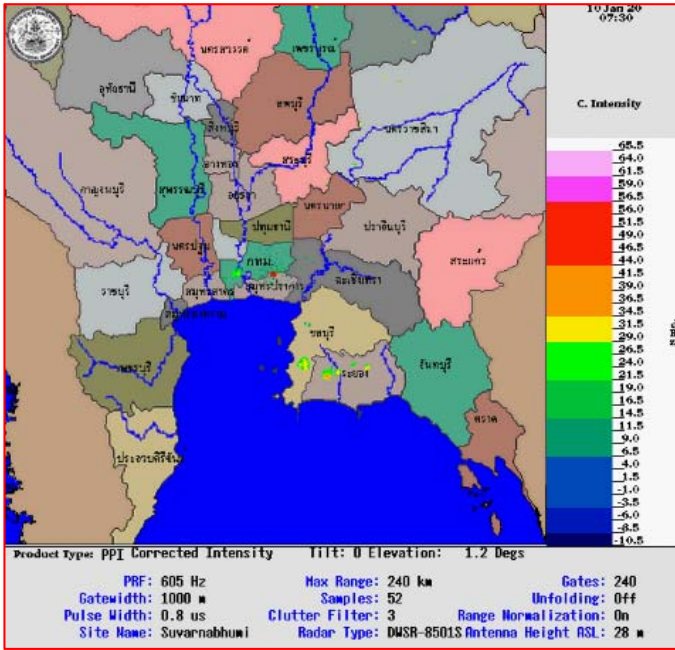 10 Jan 20
07:30
C. Intensity
นครสวรรค์
เพชรบูรณ์
อุทัยธานี
ชัยนาท
ลพบุรี
สิงห์บุรี
นครราชสีมา
อ่างทอง
สระบุรี
กาญจนบุรี
สุพรรณบุรี
อยุธยา
นครนายก
ปทุมธานี
ปราจีนบุรี
นครปฐม
กทม.
สระแก้ว
ราชบุรี
สมุทรสาคร
สมุทรปราการ
ฉะเชิงเทรา
ชลบุรี
เพชรบุรี
ระยอง
จันทบุรี
ตราด
65.5
64.0
61.5
59.0
56.5
56.0
51.5
49.0
46.5
44.0
41.5
39.0
36.5
34.5
31.5
29.0
26.5
24.0
21.5
19.0
16.5
11.5
9.0
6.5
4.0
1.5
-1.0
-3.5
-6.0
-8.5
-10.5
Product Type: PPI Corrected Intensity Tilt: 0 Elevation: 1.2 Degs
PRF: 605 Hz Max Range: 240 km Gates: 240
Gatewidth: 1000 m Samples: 52 Unfolding: Off
Pulse Width: 0.8 us Clutter Filter: 3 Range Normalization: On
Site Name: Suvarnabhumi Radar Type: DWSR-8501S Antenna Height ASL: 28 m